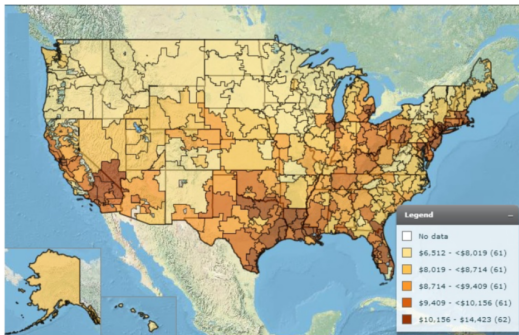 Legend
No data
$6,512 - <$8,019 (61)
$8,019 - <$8,714 (61)
$8,714 - <$9,409 (61)
$9,409 - <$10,156 (61)
$10,156 - $14,423 (62)